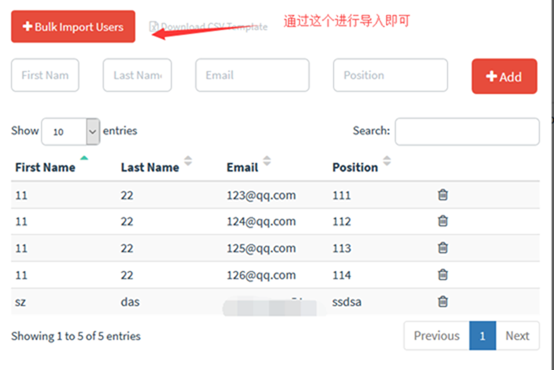 + Bulk Import Users Download CSV Template 通过这个进行导入即可
First Nam Last Nam Email Position + Add
Show 10 entries Search:
First Name Last Name Email Position
11 22 123@qq.com 111
11 22 124@qq.com 112
11 22 125@qq.com 113
11 22 126@qq.com 114
sz das ssdsa
Showing 1 to 5 of 5 entries Previous 1 Next